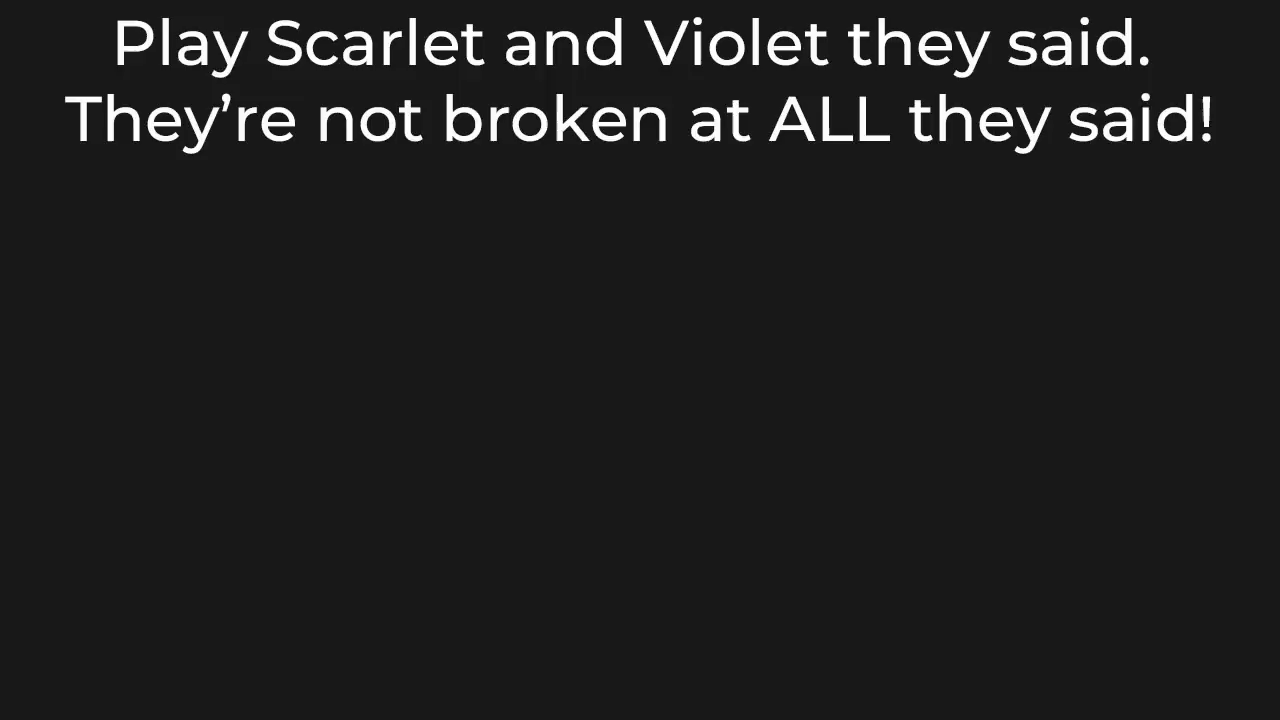 Play Scarlet and Violet they said.
They’re not broken at ALL they said!